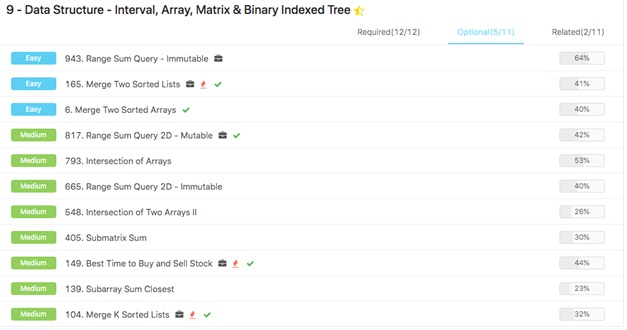 9 - Data Structure - Interval, Array, Matrix & Binary Indexed Tree
Required(12/12) Optional(5/11) Related(2/11)
Easy 943. Range Sum Query - Immutable 64%
Easy 165. Merge Two Sorted Lists 41%
Easy 6. Merge Two Sorted Arrays 40%
Medium 817. Range Sum Query 2D - Mutable 42%
Medium 793. Intersection of Arrays 53%
Medium 665. Range Sum Query 2D - Immutable 40%
Medium 548. Intersection of Two Arrays II 26%
Medium 405. Submatrix Sum 30%
Medium 149. Best Time to Buy and Sell Stock 44%
Medium 139. Subarray Sum Closest 23%
Medium 104. Merge K Sorted Lists 32%